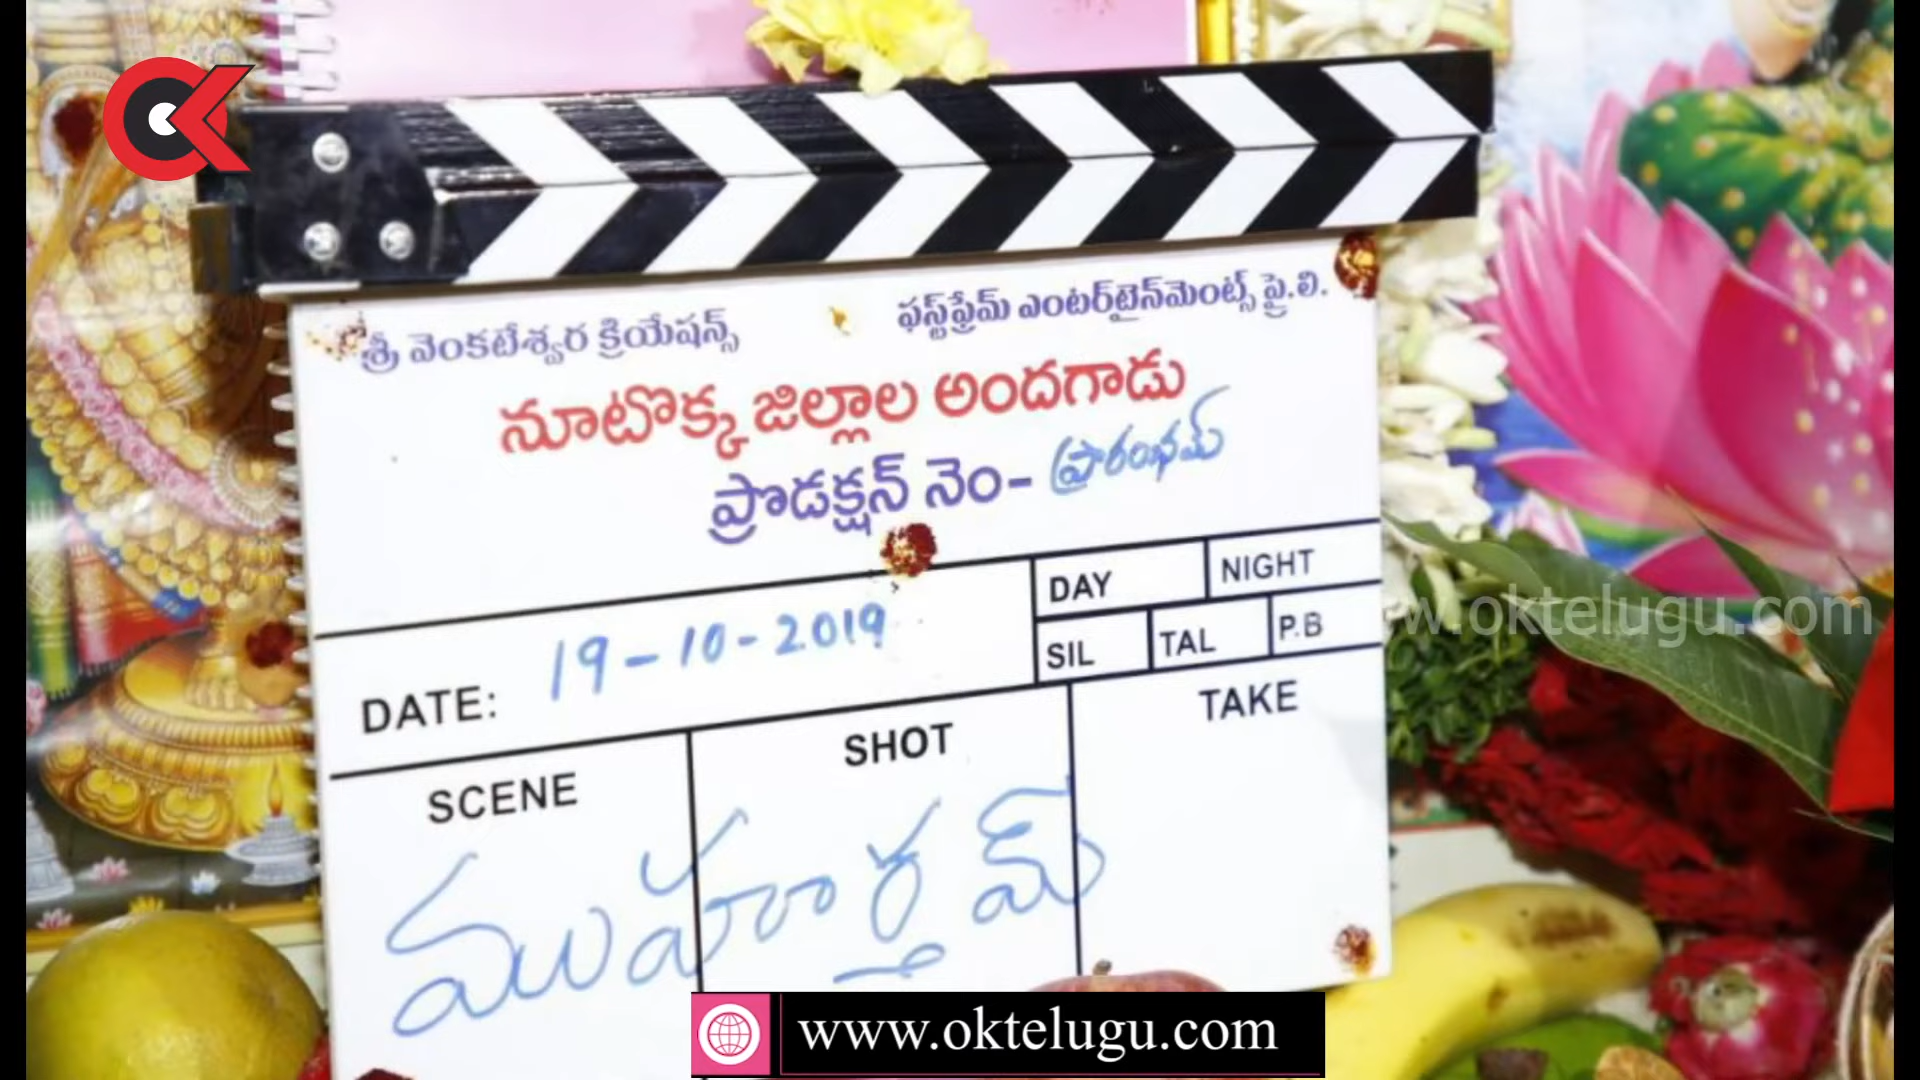 CK
శ్రీ వెంకటేశ్వర క్రియేషన్స్ ఫస్ట్‌ఫ్రేమ్ ఎంటర్‌టైన్‌మెంట్స్ ప్రై.లి.
నూటొక్క జిల్లాల అందగాడు
ప్రొడక్షన్ నెం- ప్రారంభమ్
DAY NIGHT
SIL TAL P.B
DATE: 19-10-2019
SCENE SHOT TAKE
ముహూర్తమ్
w.oktelugu.com
www.oktelugu.com